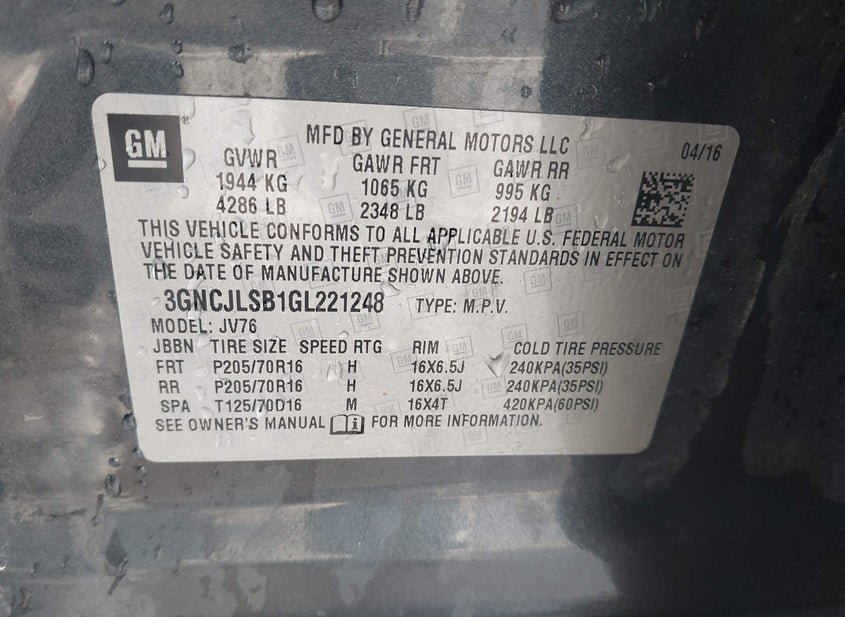 GM
MFD BY GENERAL MOTORS LLC
04/16
GVWR GAWR FRT GAWR RR
1944 KG 1065 KG 995 KG
4286 LB 2348 LB 2194 LB
THIS VEHICLE CONFORMS TO ALL APPLICABLE U.S. FEDERAL MOTOR
VEHICLE SAFETY AND THEFT PREVENTION STANDARDS IN EFFECT ON
THE DATE OF MANUFACTURE SHOWN ABOVE.
3GNCJLSB1GL221248 TYPE: M.P.V.
MODEL: JV76
JBBN TIRE SIZE SPEED RTG RIM COLD TIRE PRESSURE
FRT P205/70R16 H 16X6.5J 240KPA(35PSI)
RR P205/70R16 H 16X6.5J 240KPA(35PSI)
SPA T125/70D16 M 16X4T 420KPA(60PSI)
SEE OWNER'S MANUAL FOR MORE INFORMATION.